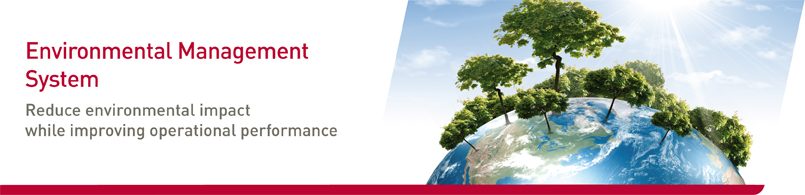 Environmental Management
System
Reduce environmental impact
while improving operational performance